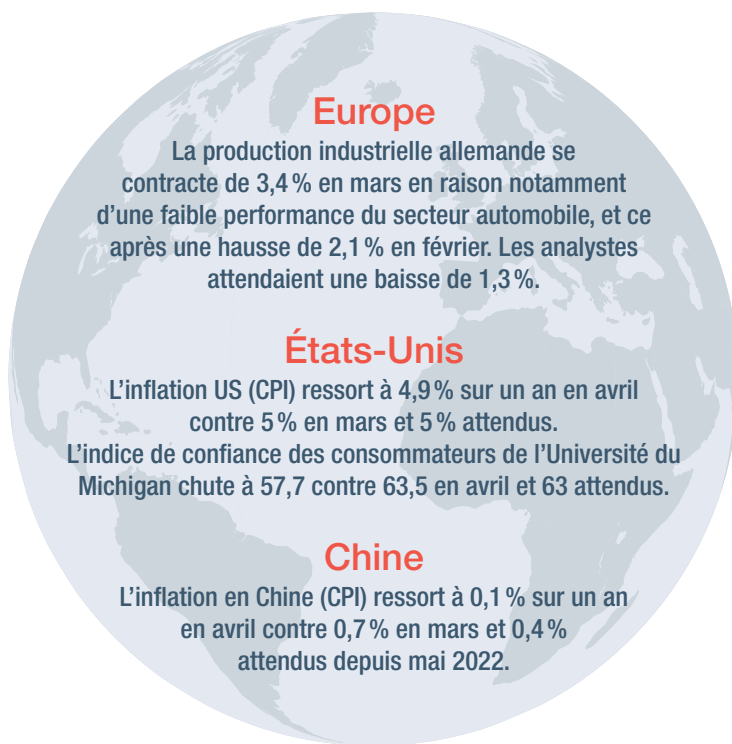 Europe
La production industrielle allemande se
contracte de 3,4 % en mars en raison notamment
d’une faible performance du secteur automobile, et ce
après une hausse de 2,1 % en février. Les analystes
attendaient une baisse de 1,3 %.
États-Unis
L’inflation US (CPI) ressort à 4,9 % sur un an en avril
contre 5 % en mars et 5 % attendus.
L’indice de confiance des consommateurs de l’Université du
Michigan chute à 57,7 contre 63,5 en avril et 63 attendus.
Chine
L’inflation en Chine (CPI) ressort à 0,1 % sur un an
en avril contre 0,7 % en mars et 0,4 %
attendus depuis mai 2022.